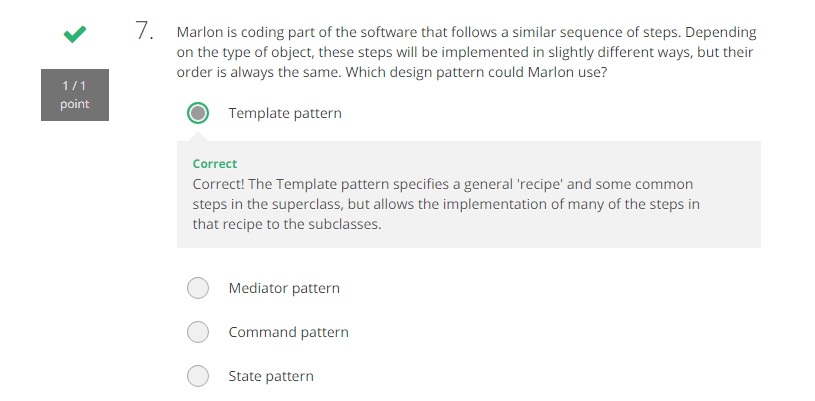 7.
Marlon is coding part of the software that follows a similar sequence of steps. Depending
on the type of object, these steps will be implemented in slightly different ways, but their
order is always the same. Which design pattern could Marlon use?
1 / 1
point
Template pattern
Correct
Correct! The Template pattern specifies a general 'recipe' and some common
steps in the superclass, but allows the implementation of many of the steps in
that recipe to the subclasses.
Mediator pattern
Command pattern
State pattern